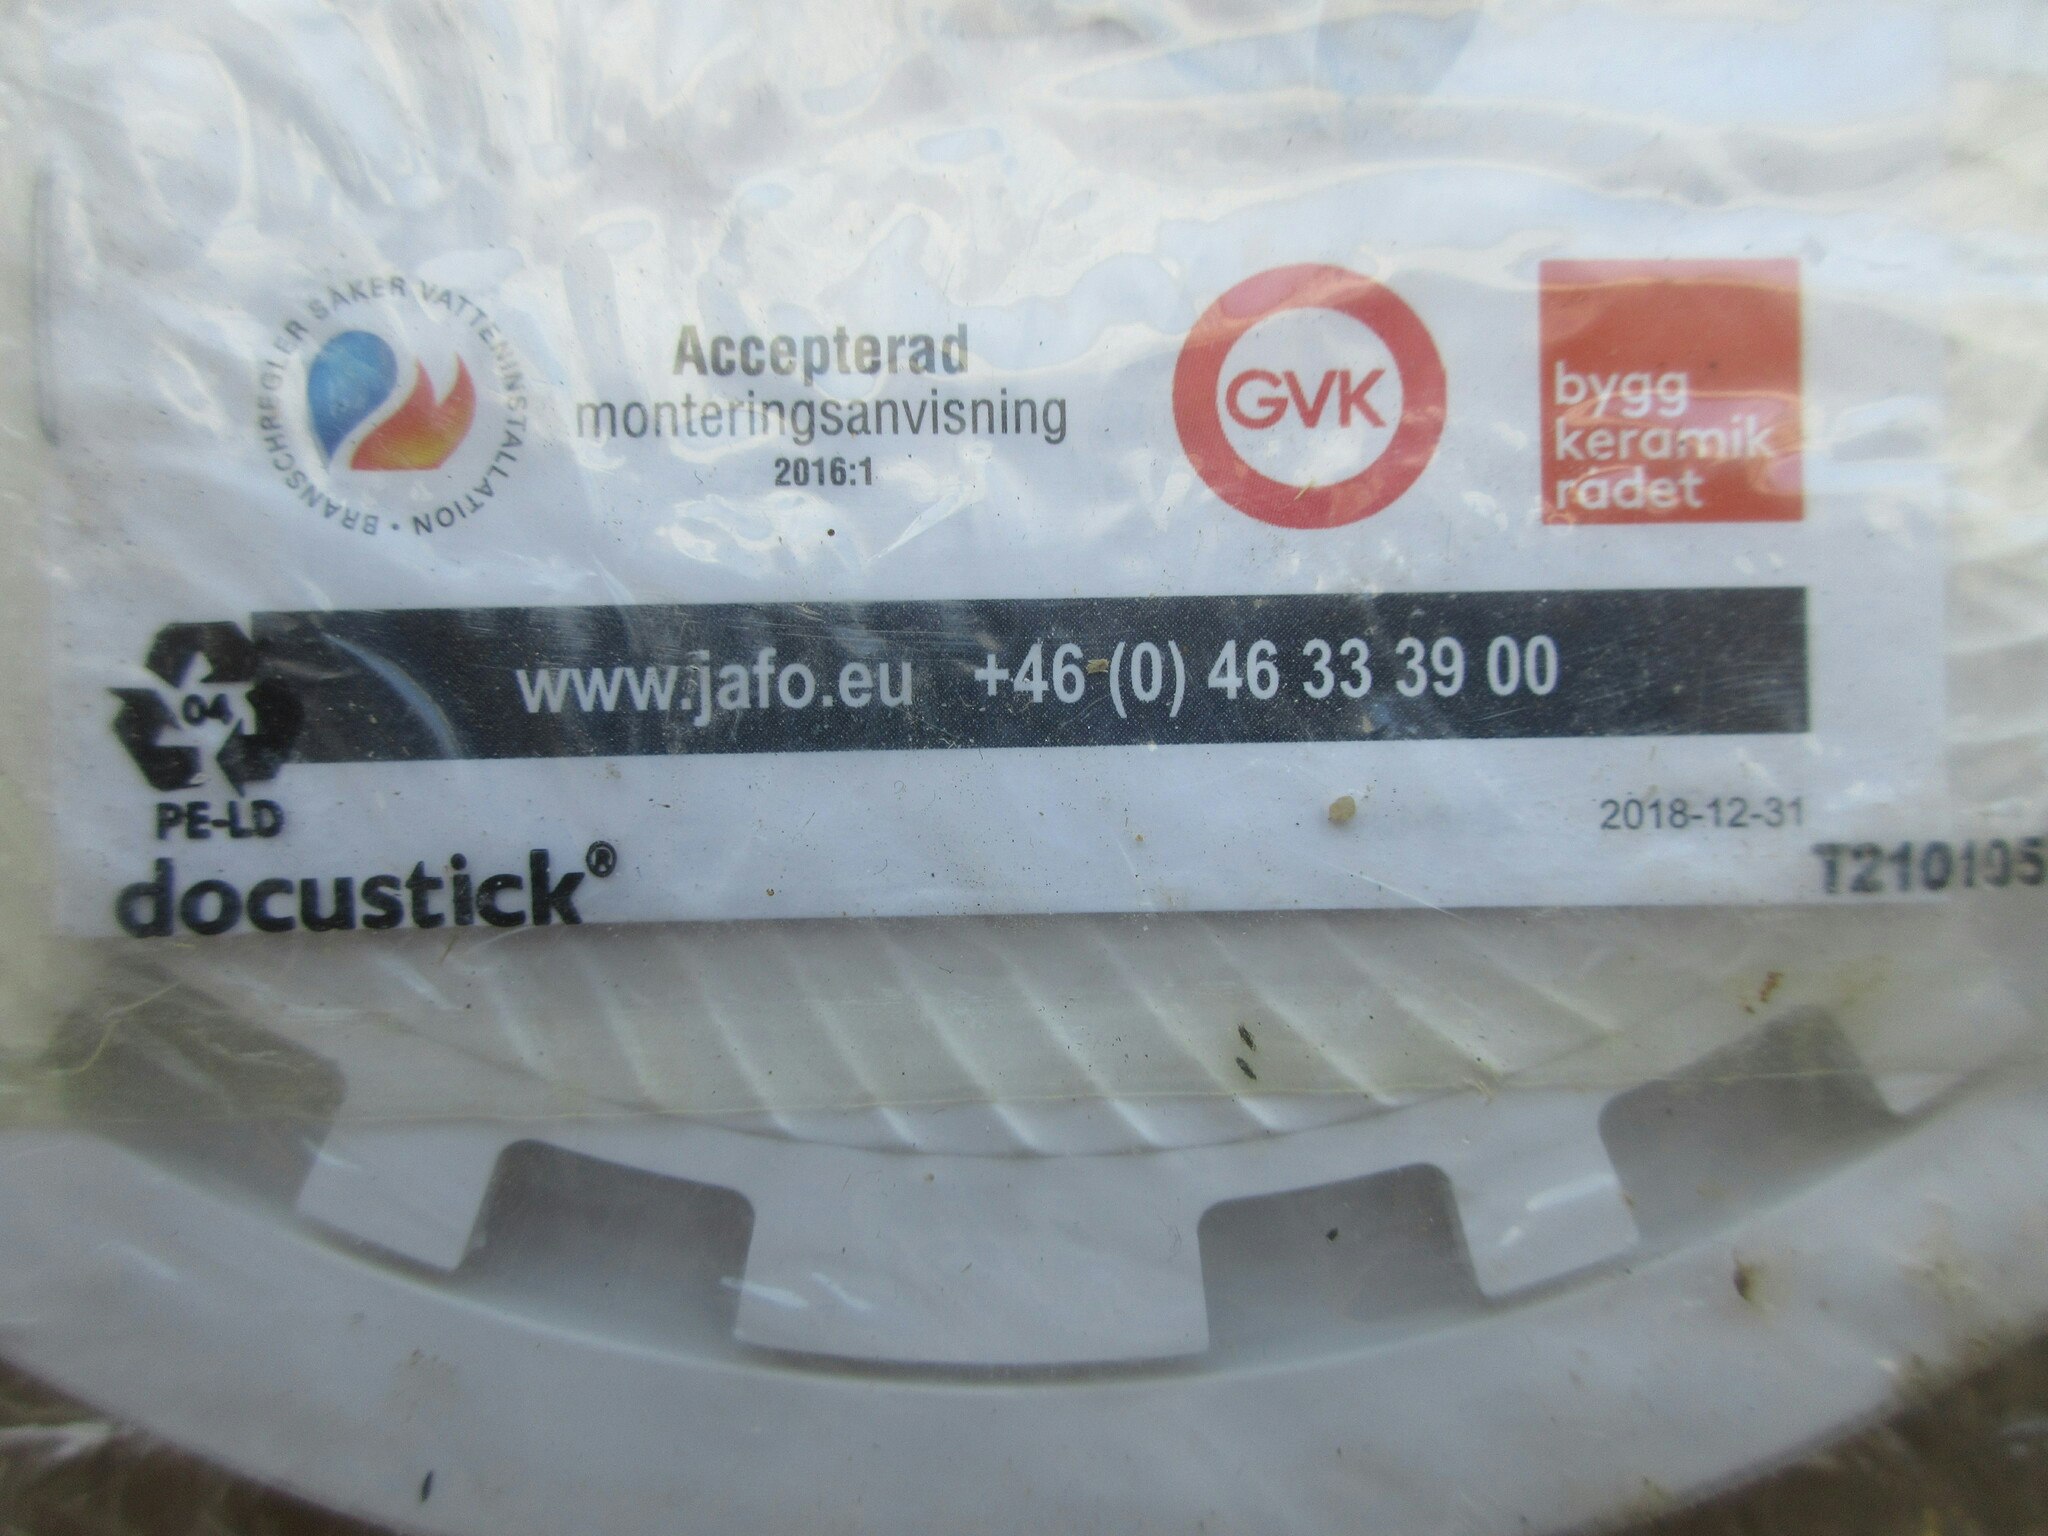 BRANSCHREGLER SÄKER VATTENINSTALLATION •
Accepterad
monteringsanvisning
2016:1
GVK
bygg
keramik
rådet
www.jafo.eu +46 (0) 46 33 39 00
04
PE-LD
2018-12-31
docustick®
T210105